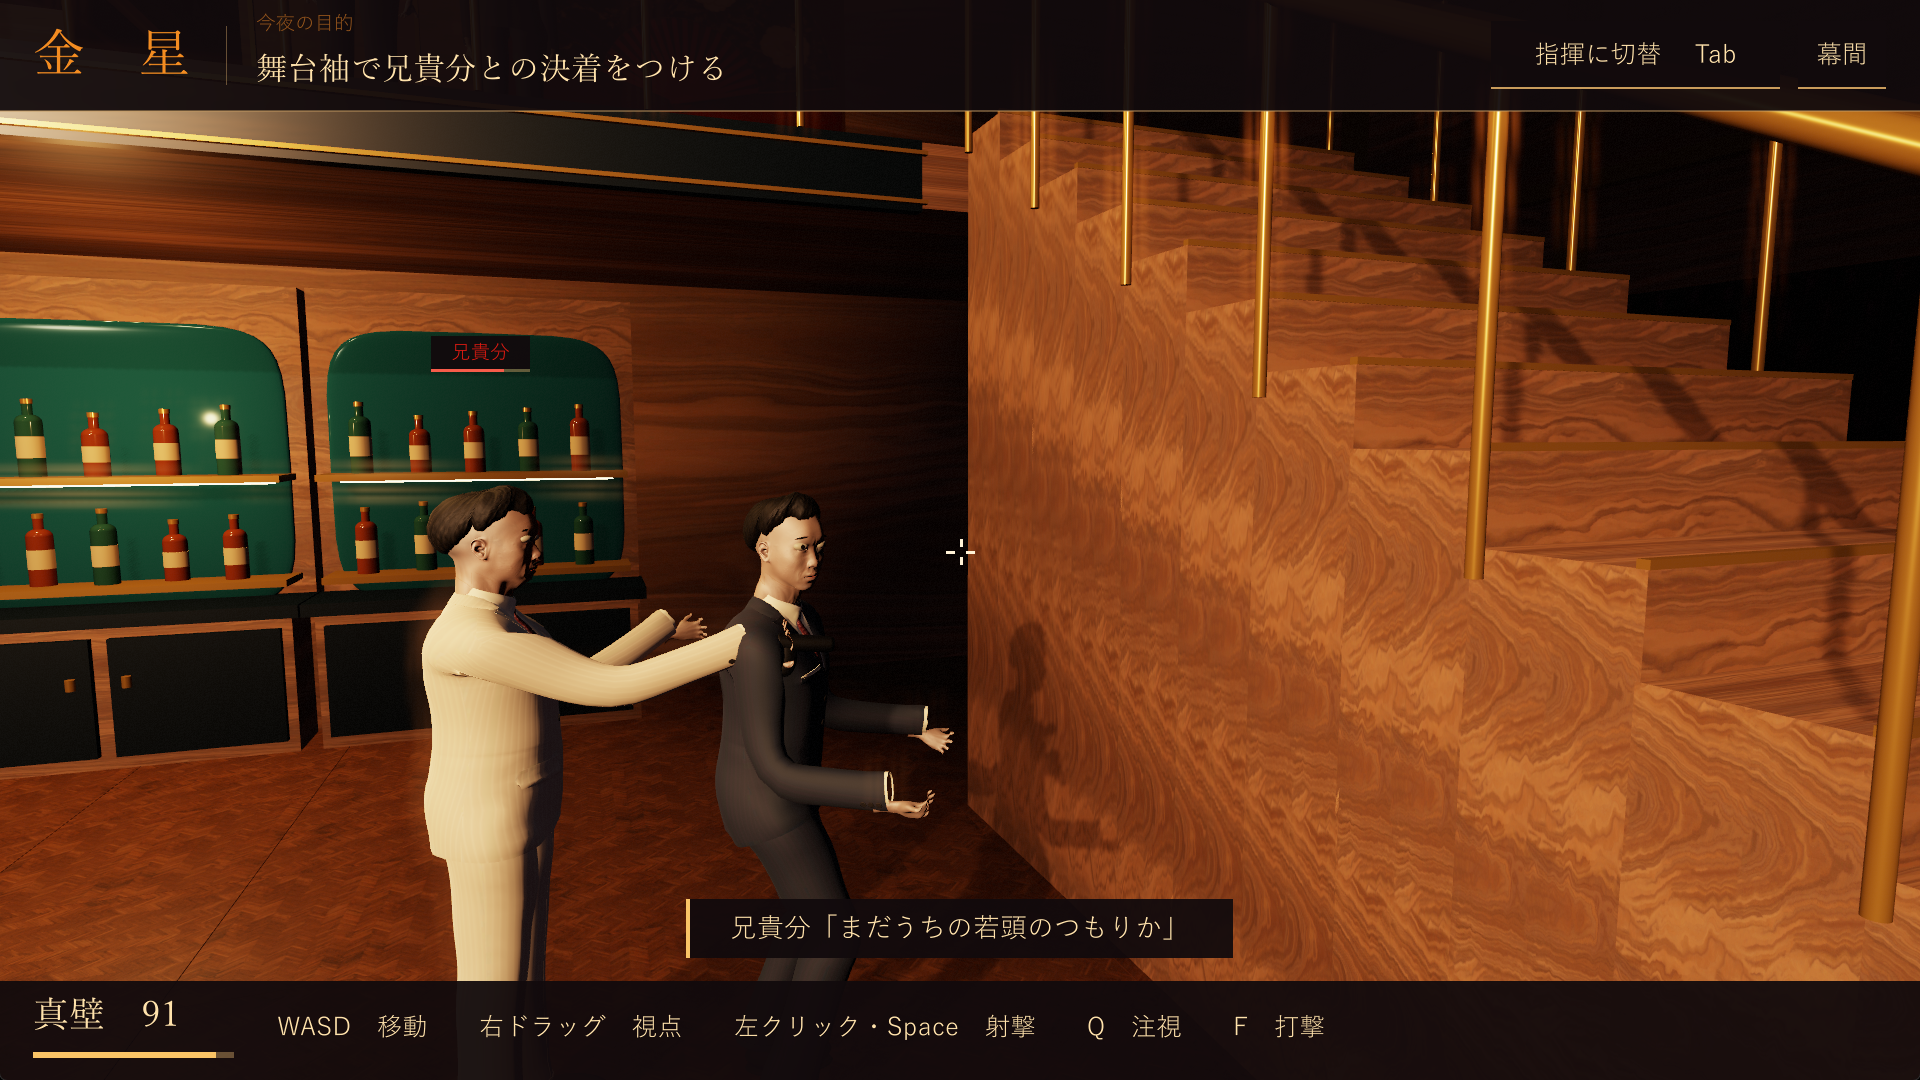 今夜の目的
金 星
舞台袖で兄貴分との決着をつける
指揮に切替 Tab
幕間
兄貴分
兄貴分「まだうちの若頭のつもりか」
真壁 91
WASD 移動 右ドラッグ 視点 左クリック・Space 射撃 Q 注視 F 打撃